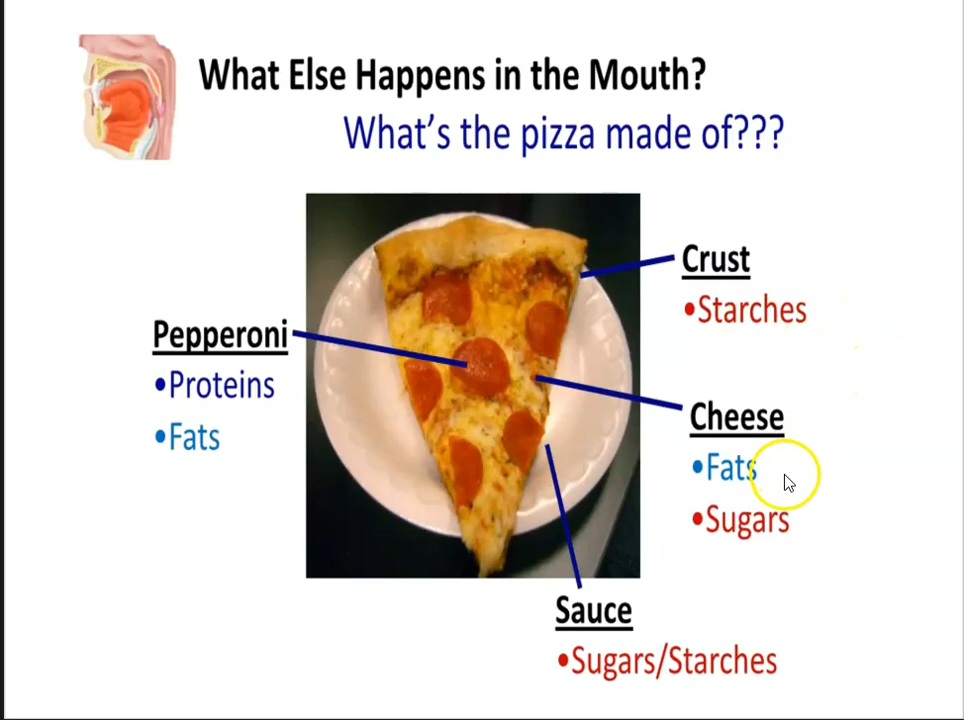 What Else Happens in the Mouth?
What's the pizza made of???
Crust
•Starches
Pepperoni
•Proteins
•Fats
Cheese
•Fats
•Sugars
Sauce
•Sugars/Starches